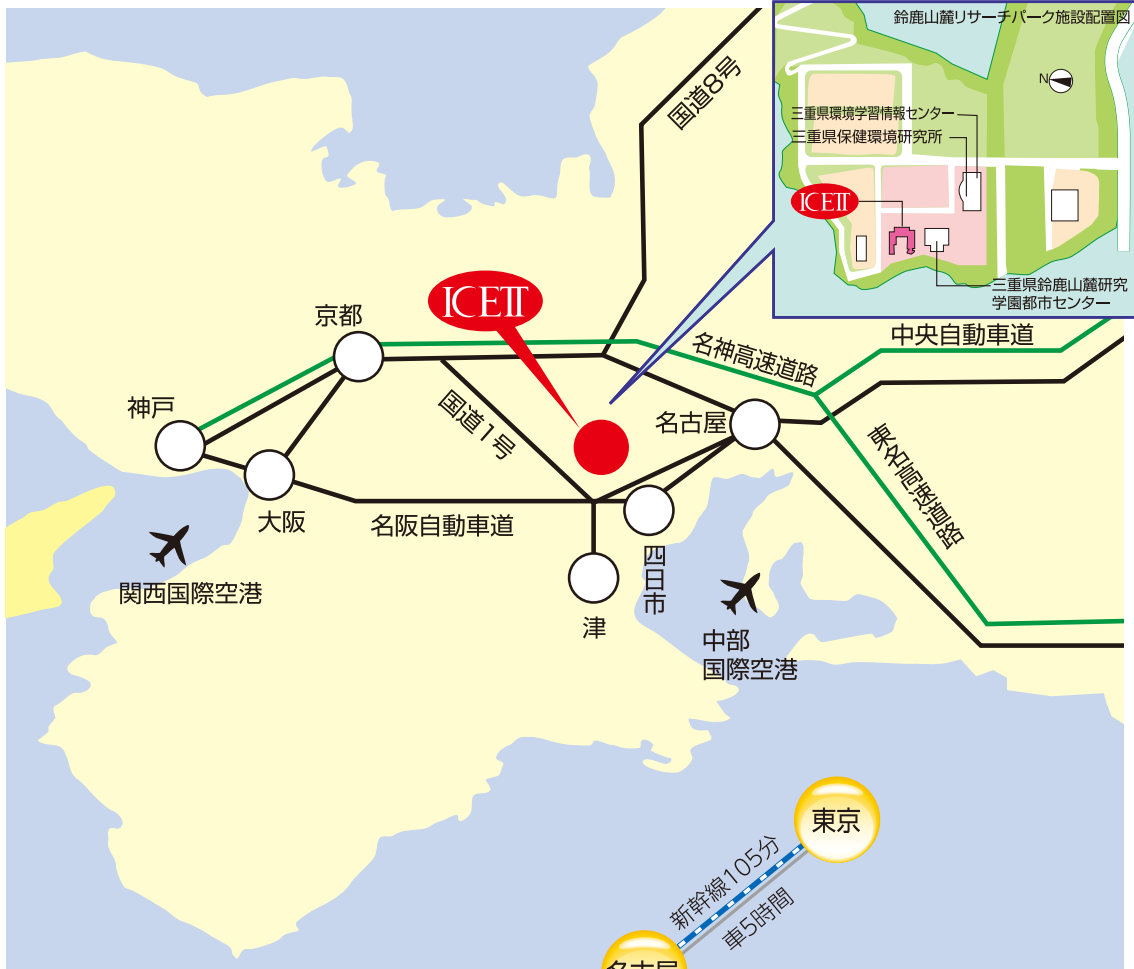 鈴鹿山麓リサーチパーク施設配置図
N
三重県環境学習情報センター
三重県保健環境研究所
ICETT
三重県鈴鹿山麓研究
学園都市センター
国道8号
ICETT
京都
名神高速道路
中央自動車道
神戸
国道1号
名古屋
東名高速道路
大阪
名阪自動車道
四日市
関西国際空港
津
中部
国際空港
東京
新幹線105分
車5時間
名古屋